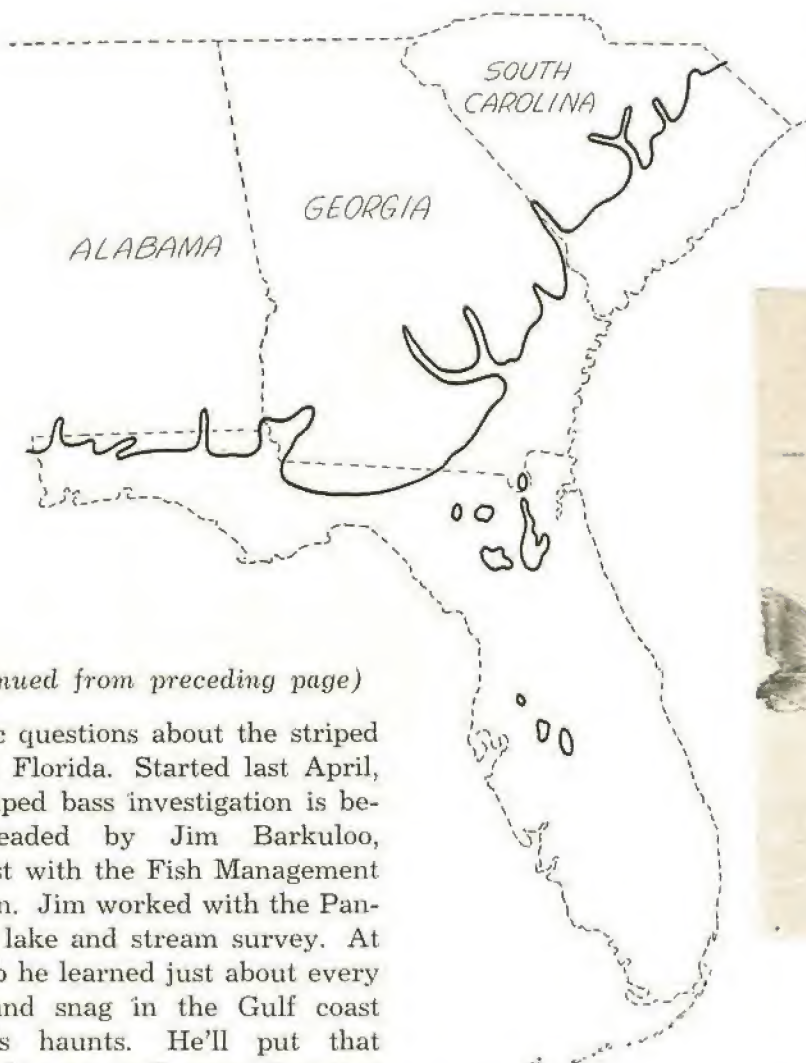 SOUTH
CAROLINA
GEORGIA
ALABAMA
nued from preceding page)
c questions about the striped
Florida. Started last April,
iped bass investigation is be-
eaded by Jim Barkuloo,
st with the Fish Management
n. Jim worked with the Pan-
lake and stream survey. At
o he learned just about every
and snag in the Gulf coast
s haunts. He'll put that